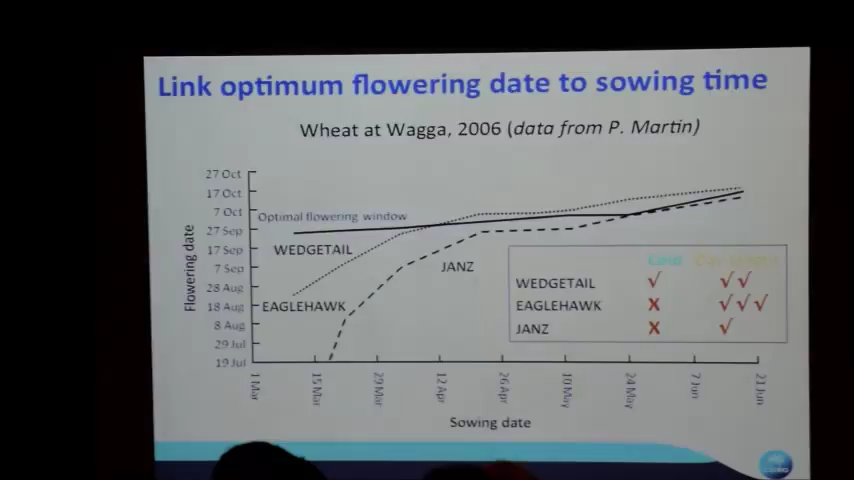 Link optimum flowering date to sowing time
Wheat at Wagga, 2006 (data from P. Martin)
27 Oct
17 Oct
7 Oct
27 Sep
17 Sep
7 Sep
28 Aug
18 Aug
8 Aug
29 Jul
19 Jul
Flowering date
Optimal flowering window
WEDGETAIL
EAGLEHAWK
JANZ
Cold
WEDGETAIL √ √√
EAGLEHAWK X √√√
JANZ X √
1 Mar
15 Mar
29 Mar
12 Apr
26 Apr
10 May
24 May
7 Jun
21 Jun
Sowing date